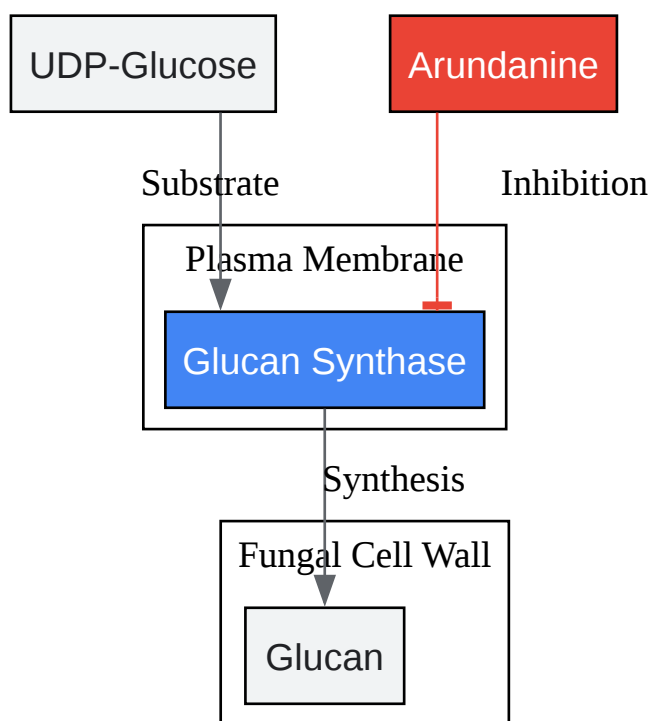 UDP-Glucose
Arundanine
Substrate
Inhibition
Plasma Membrane
Glucan Synthase
Synthesis
Fungal Cell Wall
Glucan